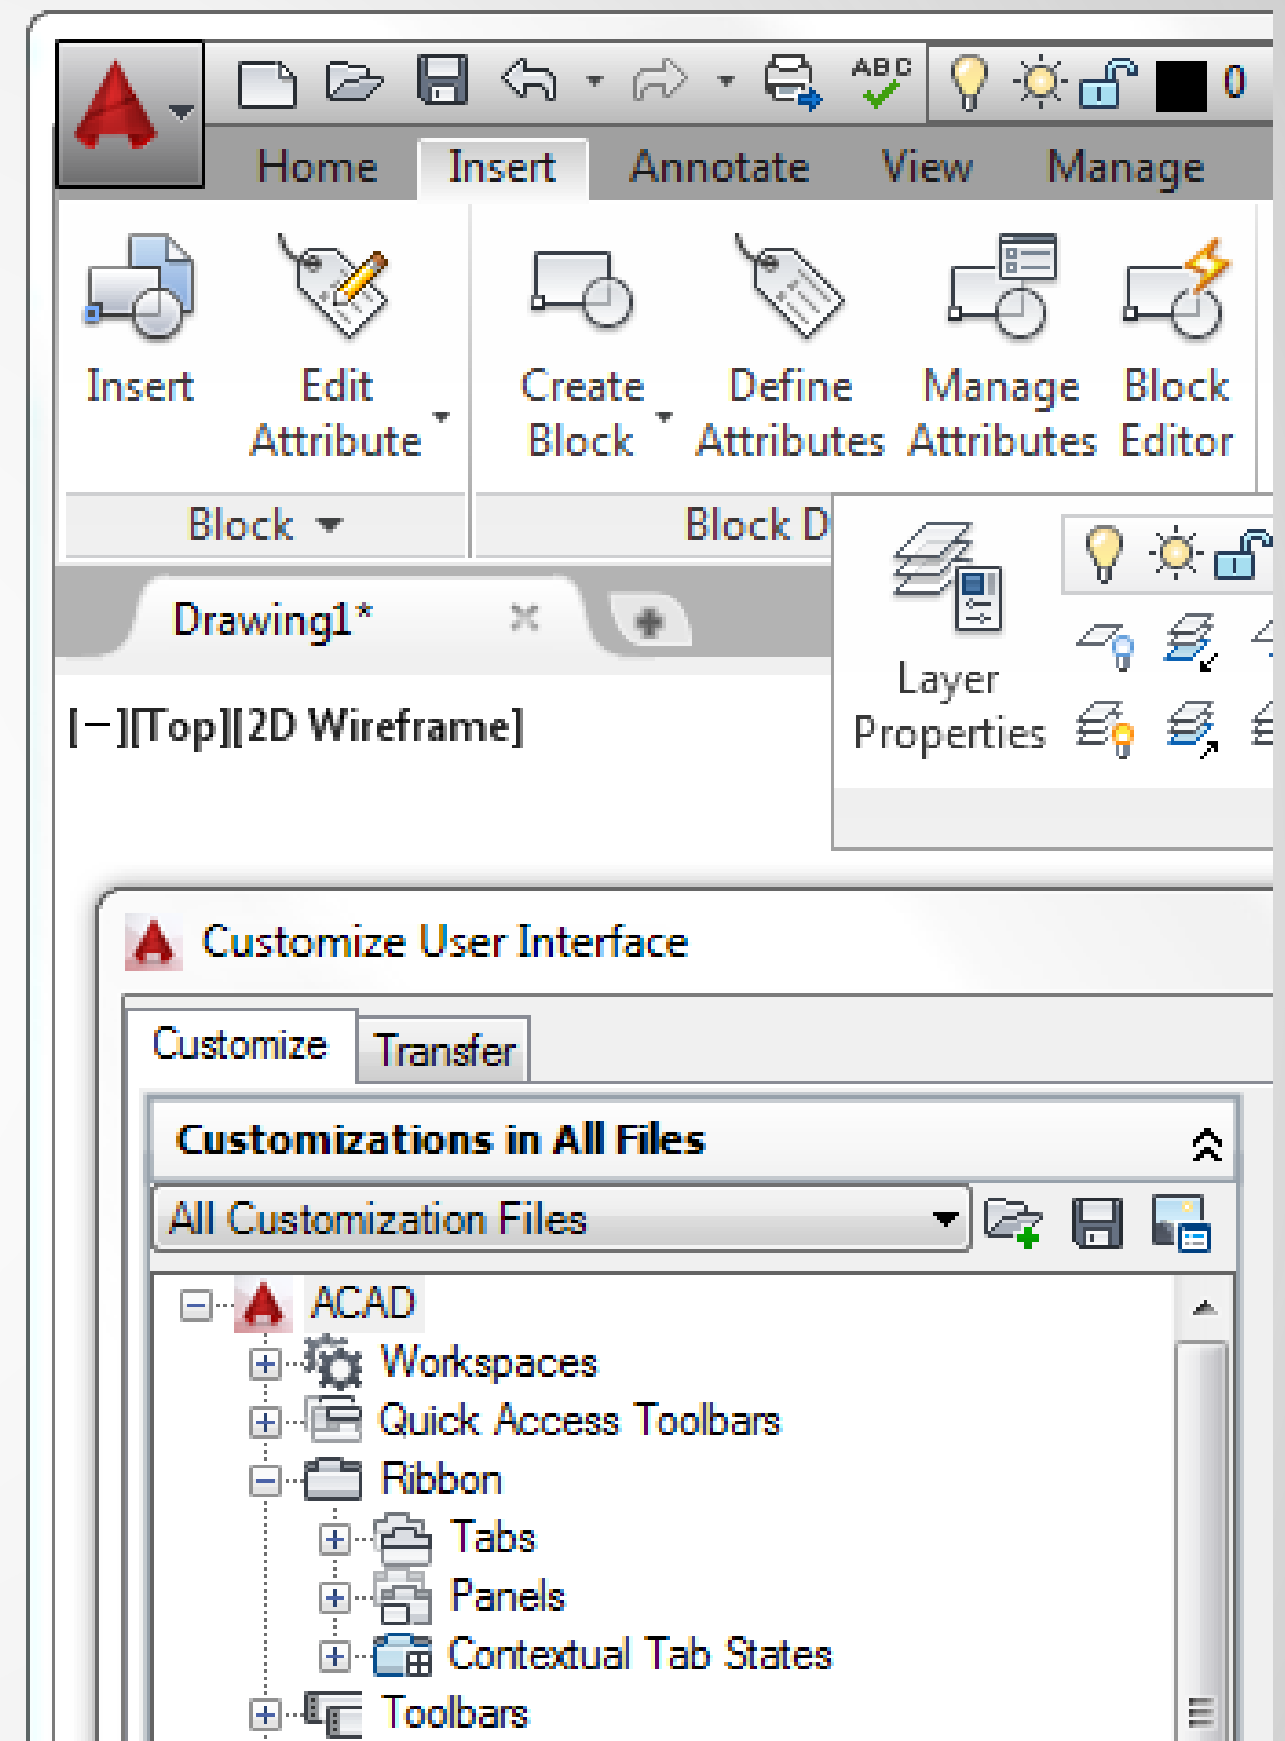 ABC
0
Home Insert Annotate View Manage
Insert Edit Attribute Create Block Define Attributes Manage Attributes Block Editor
Block Block D
Drawing1*
Layer
Properties
[−][Top][2D Wireframe]
Customize User Interface
Customize Transfer
Customizations in All Files
All Customization Files
ACAD
Workspaces
Quick Access Toolbars
Ribbon
Tabs
Panels
Contextual Tab States
Toolbars